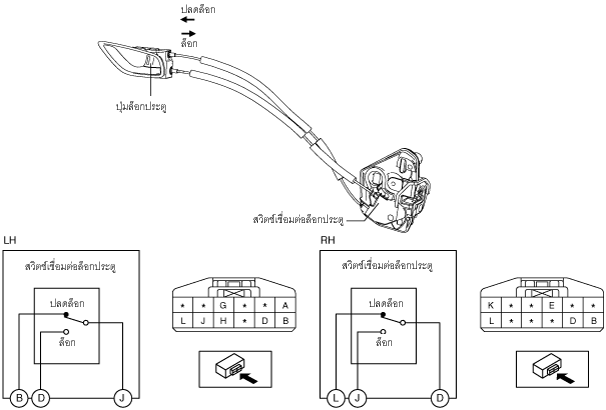 ปลดล็อก
ล็อก
ปุ่มล็อกประตู
สวิตช์เชื่อมต่อล็อกประตู
LH
สวิตช์เชื่อมต่อล็อกประตู
ปลดล็อก
ล็อก
B D J
* * G * * A
L J H * D B
RH
สวิตช์เชื่อมต่อล็อกประตู
ปลดล็อก
ล็อก
L J D
K * * E * *
L * * * D B